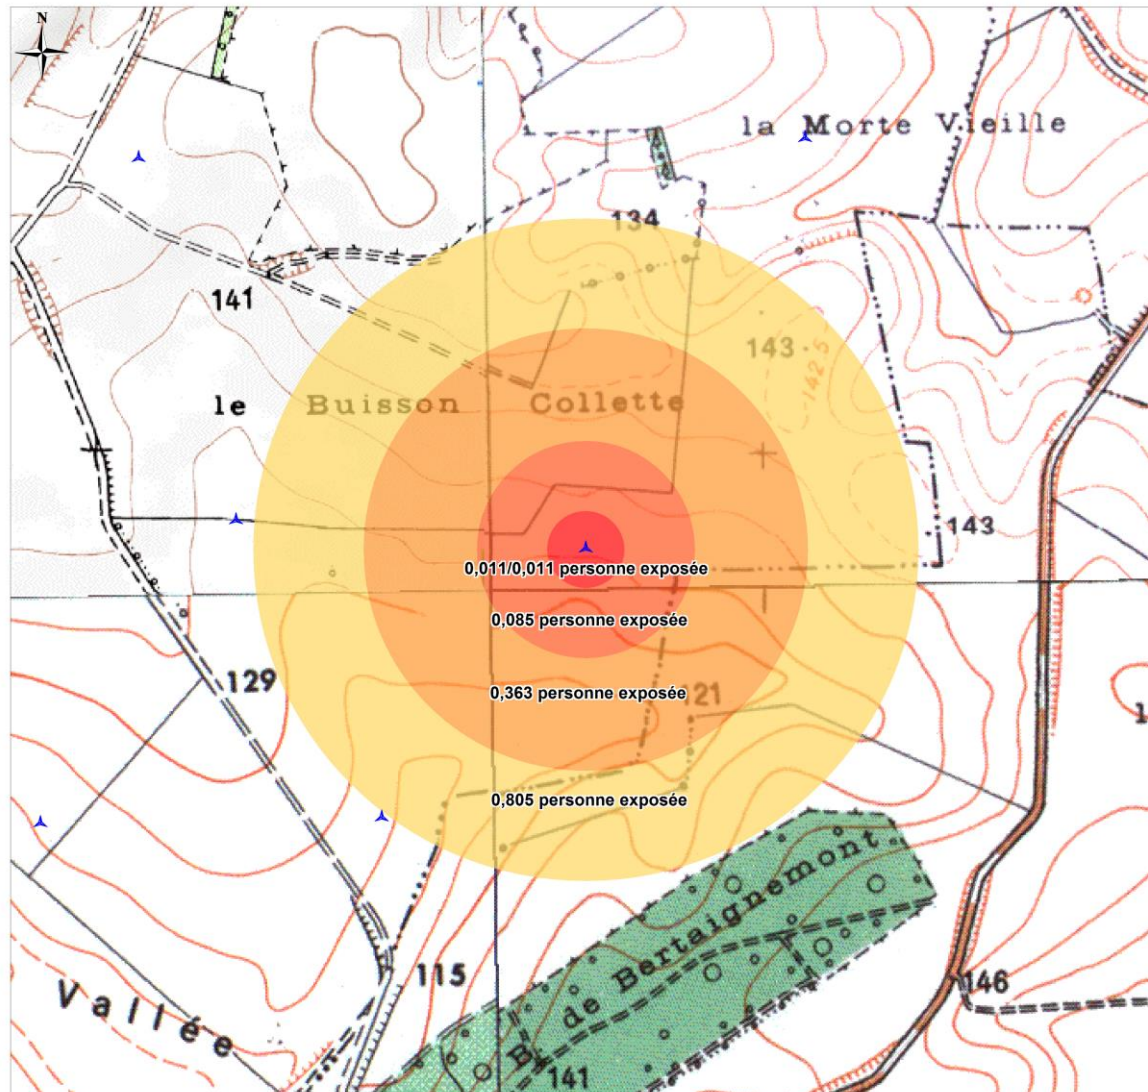 N
la Morte Vieille
134
141
143
142.5
le Buisson Collette
143
0,011/0,011 personne exposée
0,085 personne exposée
129
0,363 personne exposée
121
0,805 personne exposée
de Bertaignemont
115
146
Vallée
141